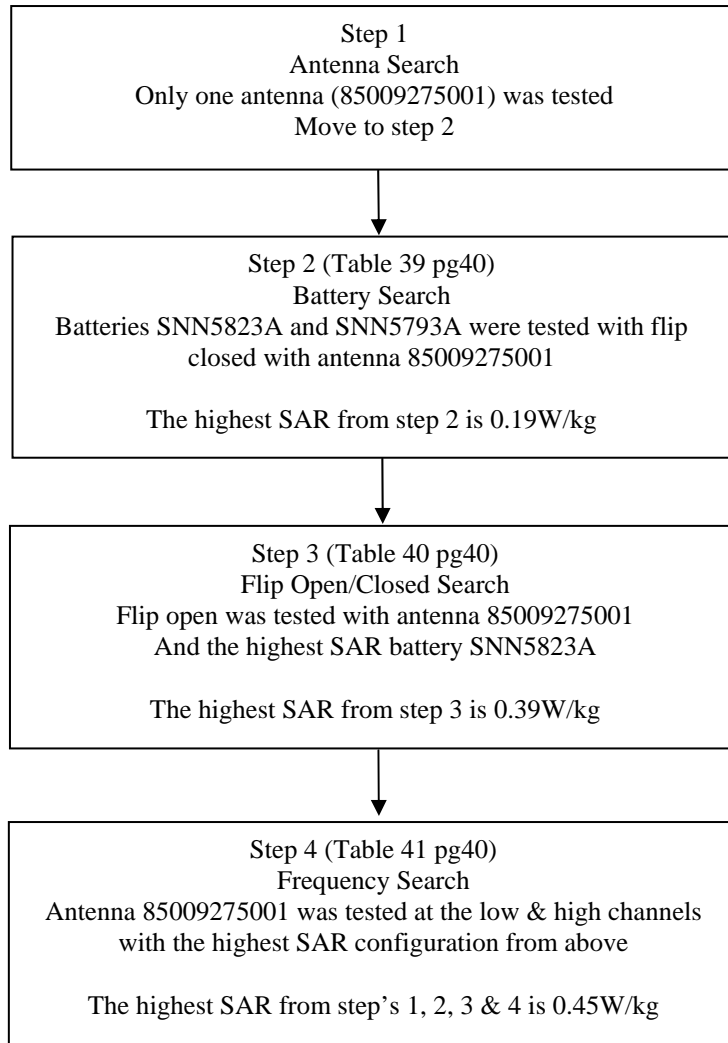 Step 1
Antenna Search
Only one antenna (85009275001) was tested
Move to step 2
Step 2 (Table 39 pg40)
Battery Search
Batteries SNN5823A and SNN5793A were tested with flip
closed with antenna 85009275001
The highest SAR from step 2 is 0.19W/kg
Step 3 (Table 40 pg40)
Flip Open/Closed Search
Flip open was tested with antenna 85009275001
And the highest SAR battery SNN5823A
The highest SAR from step 3 is 0.39W/kg
Step 4 (Table 41 pg40)
Frequency Search
Antenna 85009275001 was tested at the low & high channels
with the highest SAR configuration from above
The highest SAR from step’s 1, 2, 3 & 4 is 0.45W/kg